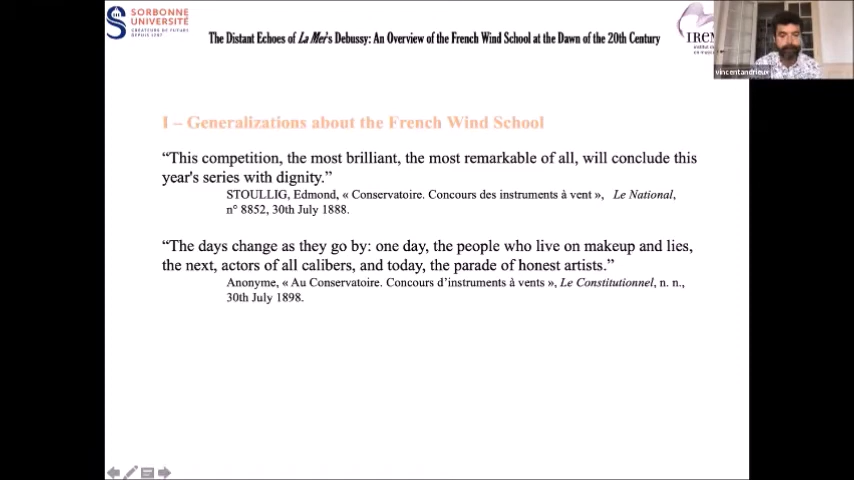 SORBONNE
UNIVERSITÉ
CRÉATEURS DE FUTUR
DEPUIS 1257
The Distant Echoes of La Mer's Debussy: An Overview of the French Wind School at the Dawn of the 20th Century
vincentandrieux
I – Generalizations about the French Wind School
“This competition, the most brilliant, the most remarkable of all, will conclude this
year's series with dignity.”
STOULLIG, Edmond, « Conservatoire. Concours des instruments à vent », Le National,
n° 8852, 30th July 1888.
“The days change as they go by: one day, the people who live on makeup and lies,
the next, actors of all calibers, and today, the parade of honest artists.”
Anonyme, « Au Conservatoire. Concours d’instruments à vents », Le Constitutionnel, n. n.,
30th July 1898.